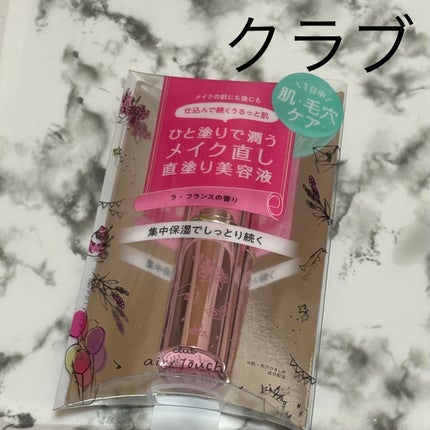 クラブ
メイクの前にも後にも
仕込んで続くうるっと肌
1日中
肌・毛穴
ケア
ひと塗りで潤う
メイク直し
直塗り美容液
ラ・フランスの香り
集中保湿でしっとり続く
airy Touch